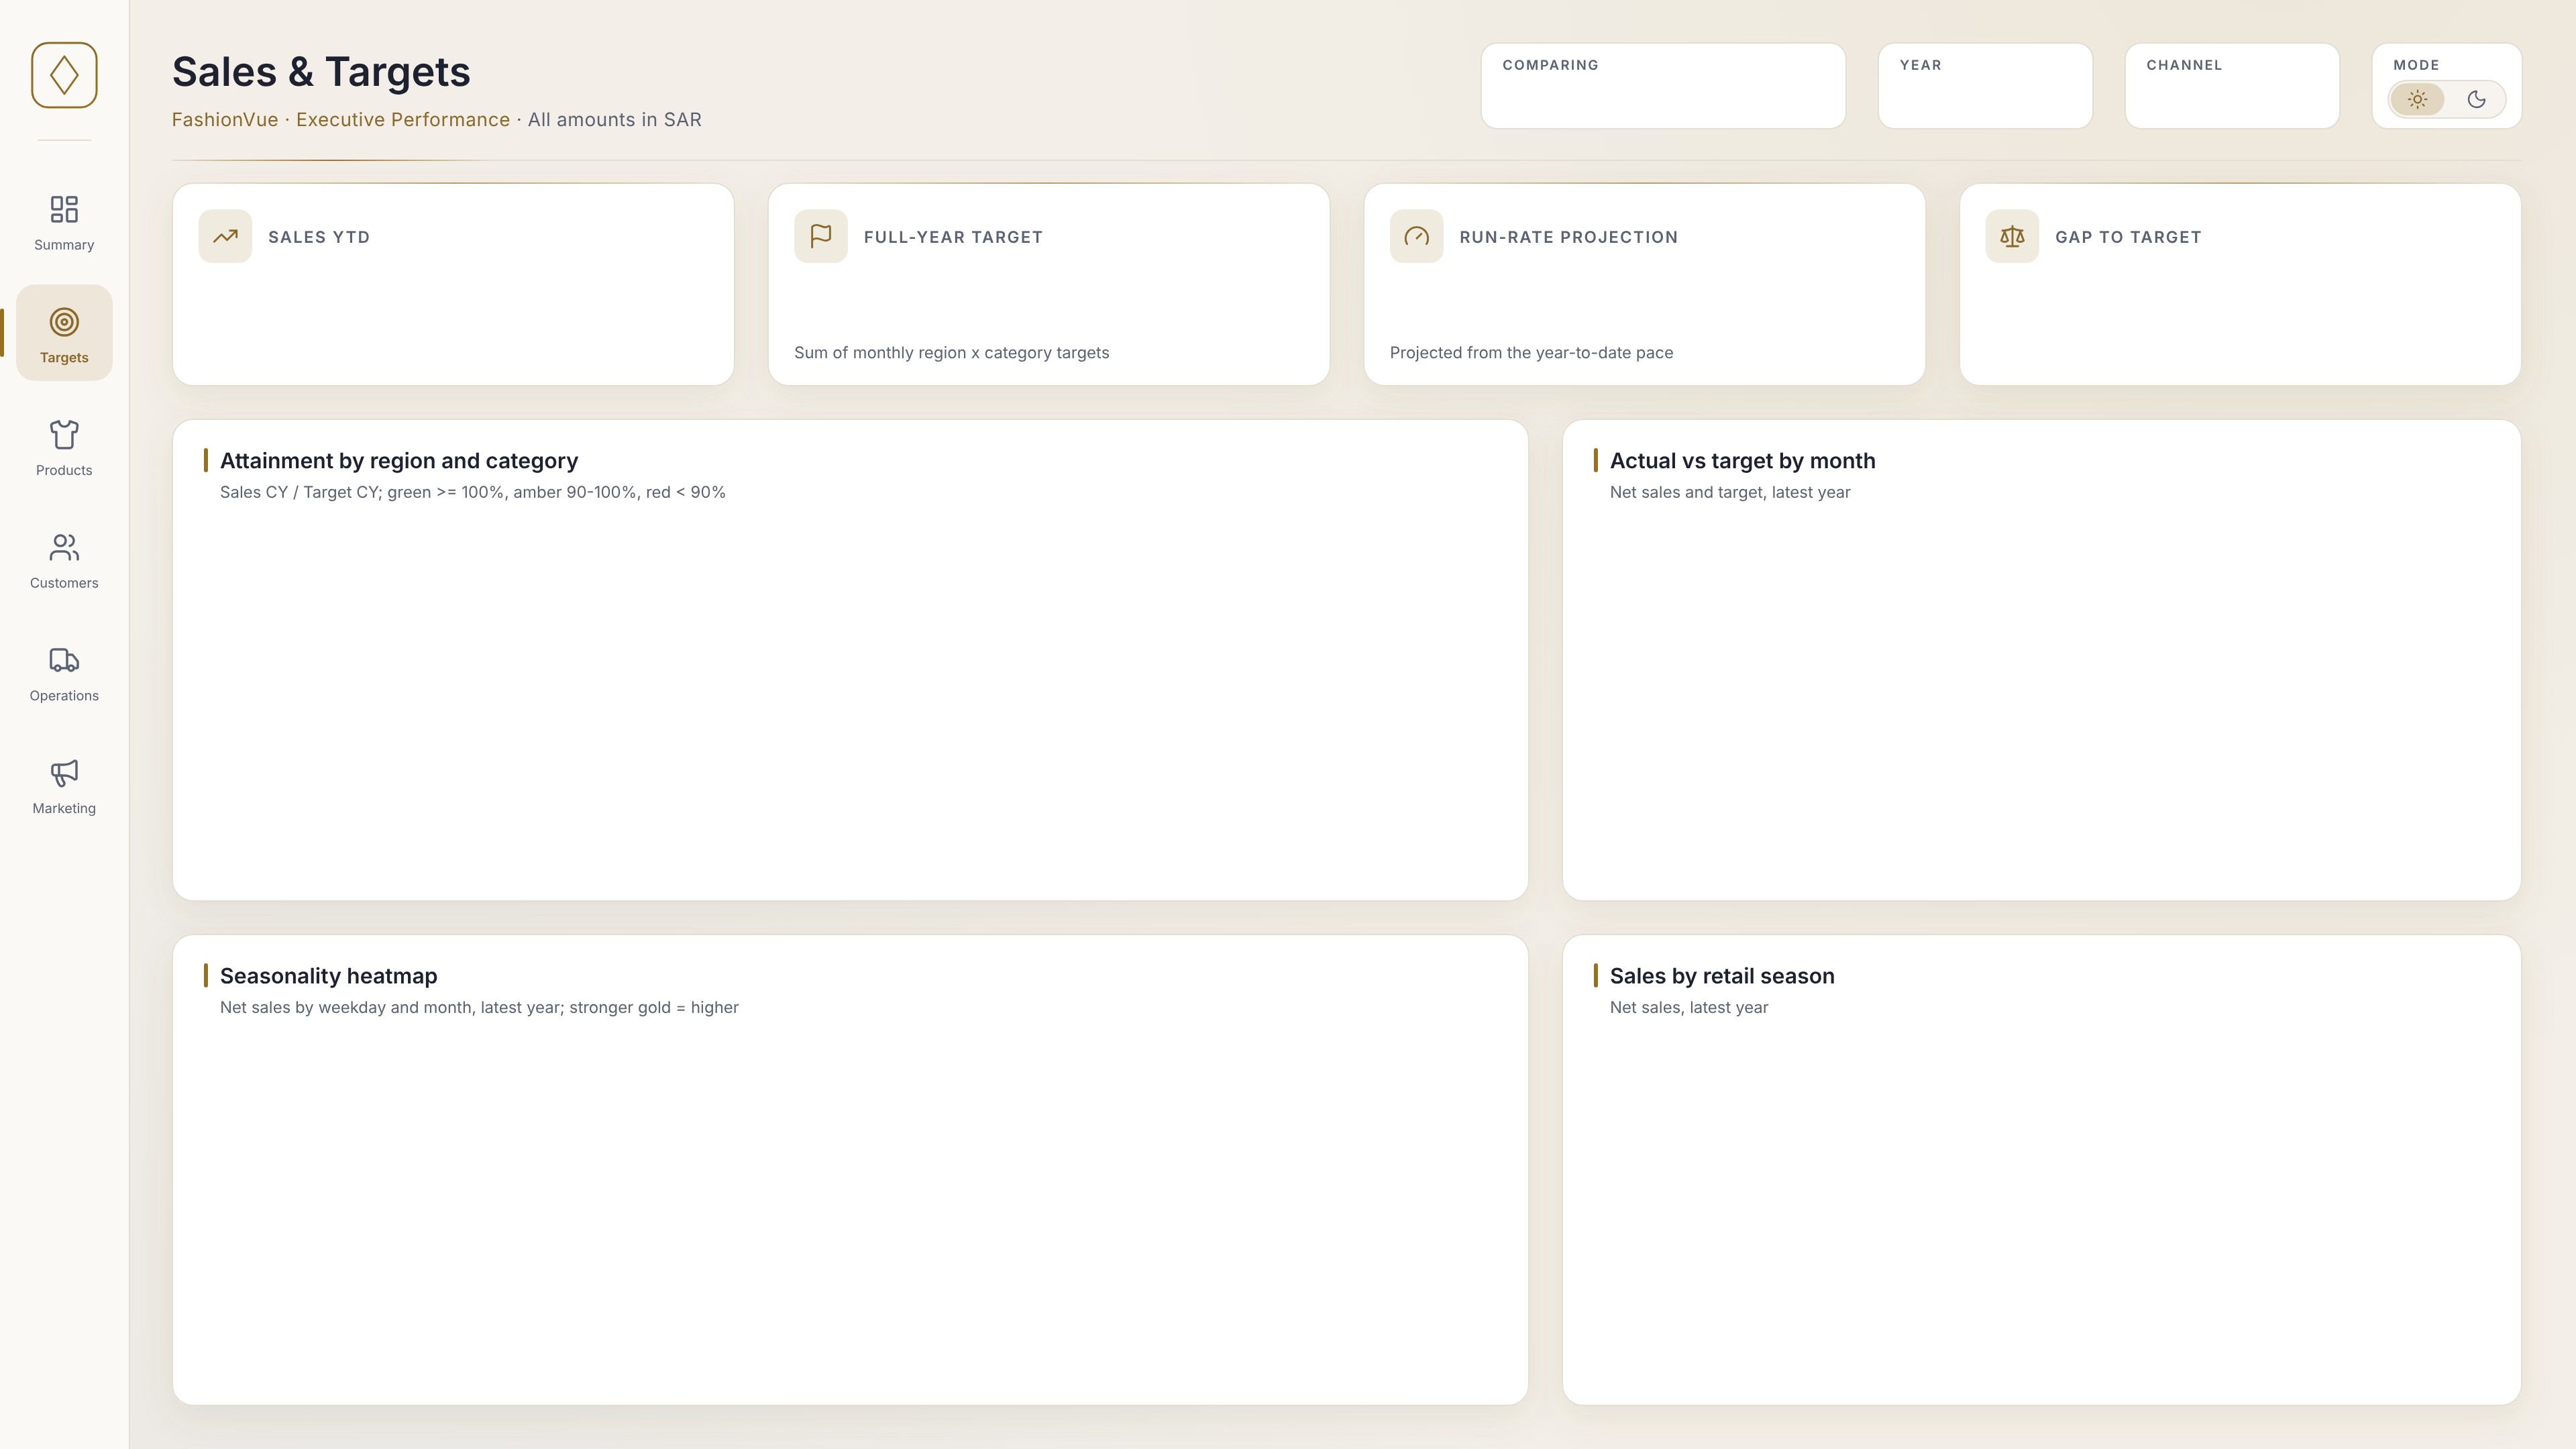 Sales & Targets
FashionVue · Executive Performance · All amounts in SAR
COMPARING
YEAR
CHANNEL
MODE
Summary
Targets
Products
Customers
Operations
Marketing
SALES YTD
FULL-YEAR TARGET
Sum of monthly region x category targets
RUN-RATE PROJECTION
Projected from the year-to-date pace
GAP TO TARGET
Attainment by region and category
Sales CY / Target CY; green >= 100%, amber 90-100%, red < 90%
Actual vs target by month
Net sales and target, latest year
Seasonality heatmap
Net sales by weekday and month, latest year; stronger gold = higher
Sales by retail season
Net sales, latest year